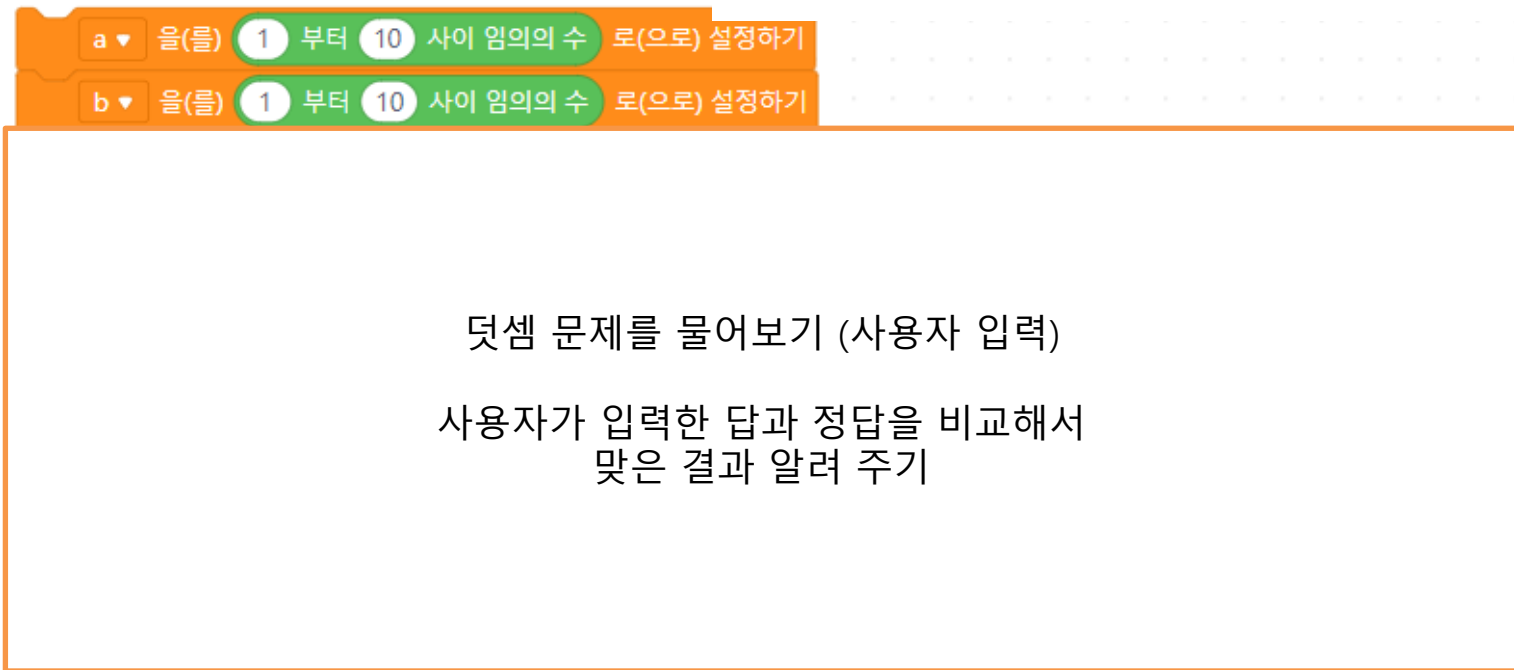 a ▼ 을(를) 1 부터 10 사이 임의의 수 로(으로) 설정하기
b ▼ 을(를) 1 부터 10 사이 임의의 수 로(으로) 설정하기
덧셈 문제를 물어보기 (사용자 입력)
사용자가 입력한 답과 정답을 비교해서
맞은 결과 알려 주기